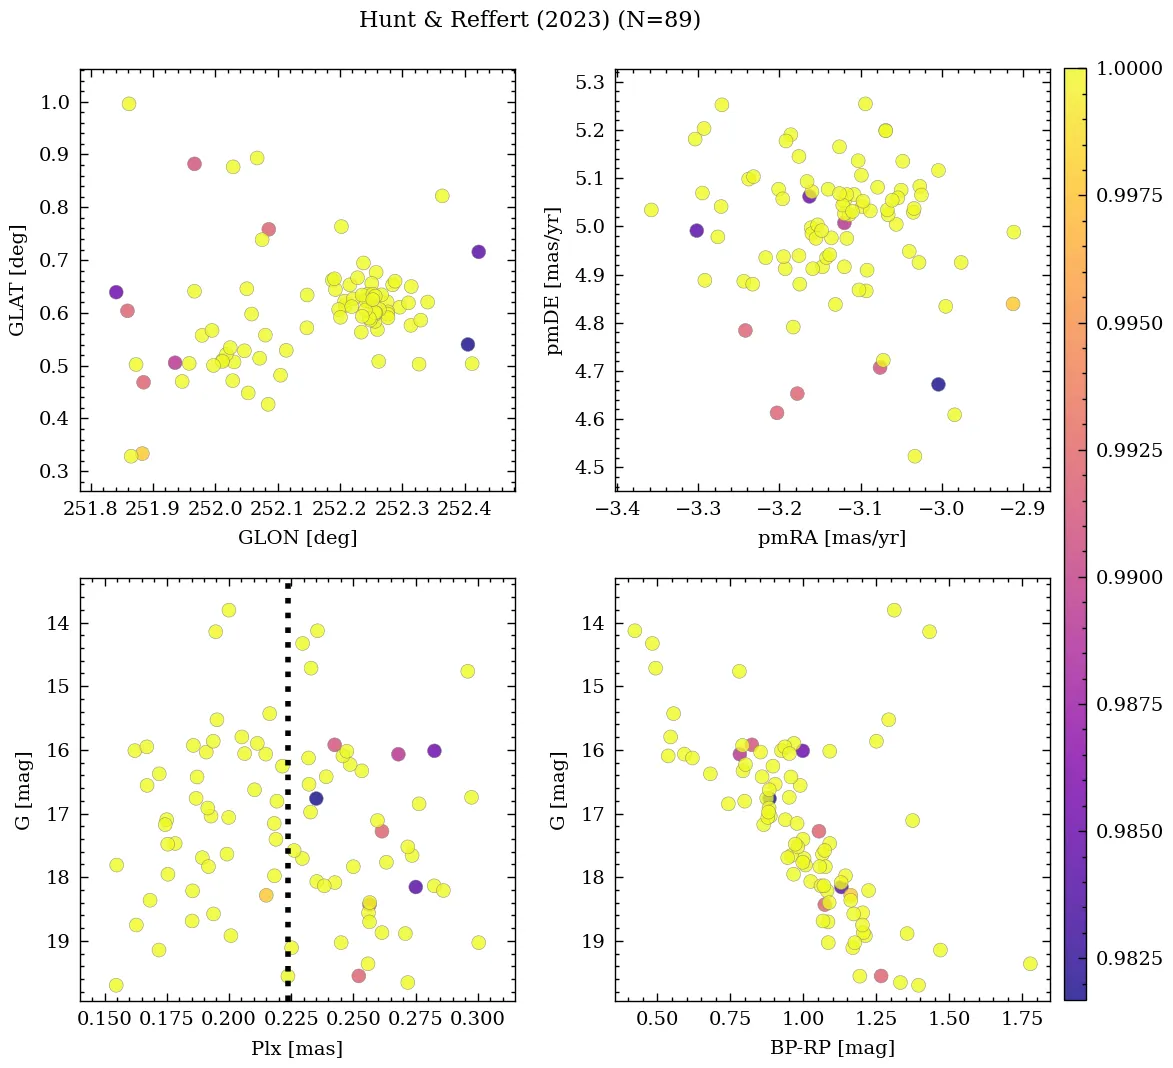 Hunt & Reffert (2023) (N=89)
1.0
0.9
0.8
0.7
0.6
0.5
0.4
0.3
GLAT [deg]
251.8 251.9 252.0 252.1 252.2 252.3 252.4
GLON [deg]
5.3
5.2
5.1
5.0
4.9
4.8
4.7
4.6
4.5
pmDE [mas/yr]
−3.4 −3.3 −3.2 −3.1 −3.0 −2.9
pmRA [mas/yr]
14
15
16
17
18
19
G [mag]
0.150 0.175 0.200 0.225 0.250 0.275 0.300
Plx [mas]
14
15
16
17
18
19
G [mag]
0.50 0.75 1.00 1.25 1.50 1.75
BP-RP [mag]
1.0000
0.9975
0.9950
0.9925
0.9900
0.9875
0.9850
0.9825